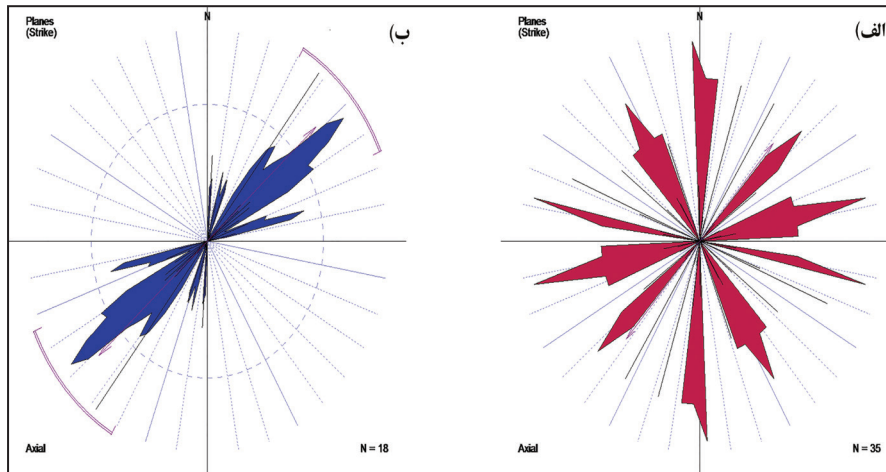 Planes
(Strike)
N
ب)
Axial
N = 18
Planes
(Strike)
N
الف)
Axial
N = 35